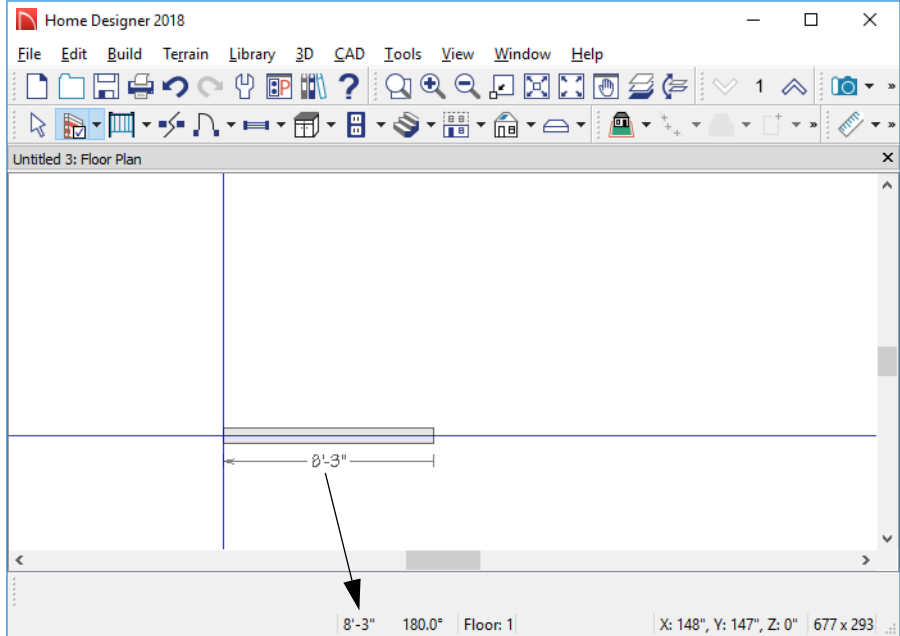 Home Designer 2018
File Edit Build Terrain Library 3D CAD Tools View Window Help
P ? 1
Untitled 3: Floor Plan
8'-3"
8'-3" 180.0° Floor: 1 X: 148", Y: 147", Z: 0" 677 x 293